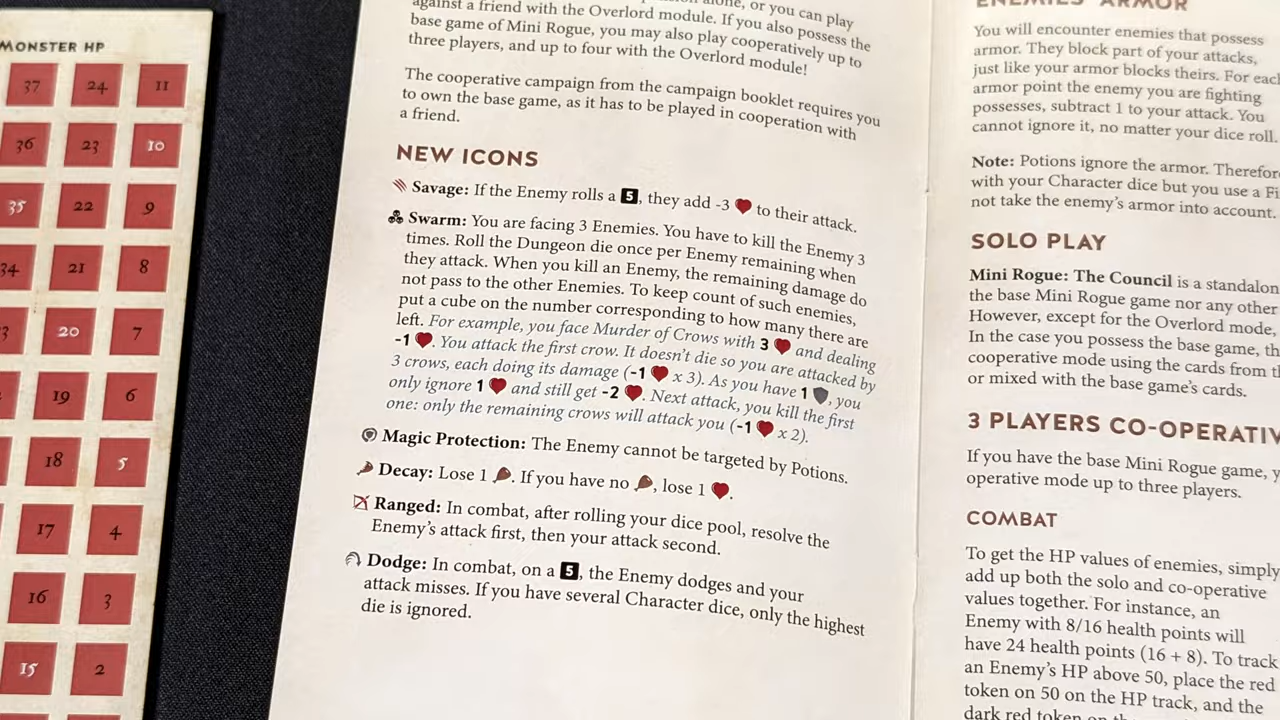 MONSTER HP
37 24 11
36 23 10
35 22 9
34 21 8
20 7
19 6
18 5
17 4
16 3
15 2
alone, or you can play
against a friend with the Overlord module. If you also possess the
base game of Mini Rogue, you may also play cooperatively up to
three players, and up to four with the Overlord module!
The cooperative campaign from the campaign booklet requires you
to own the base game, as it has to be played in cooperation with
a friend.
NEW ICONS
Savage: If the Enemy rolls a 5, they add -3 to their attack.
Swarm: You are facing 3 Enemies. You have to kill the Enemy 3
times. Roll the Dungeon die once per Enemy remaining when
they attack. When you kill an Enemy, the remaining damage do
not pass to the other Enemies. To keep count of such enemies,
put a cube on the number corresponding to how many there are
left. For example, you face Murder of Crows with 3 and dealing
-1 . You attack the first crow. It doesn't die so you are attacked by
3 crows, each doing its damage (-1 x 3). As you have 1 , you
only ignore 1 and still get -2 . Next attack, you kill the first
one: only the remaining crows will attack you (-1 x 2).
Magic Protection: The Enemy cannot be targeted by Potions.
Decay: Lose 1 . If you have no , lose 1 .
Ranged: In combat, after rolling your dice pool, resolve the
Enemy's attack first, then your attack second.
Dodge: In combat, on a 5, the Enemy dodges and your
attack misses. If you have several Character dice, only the highest
die is ignored.
ENEMIES' ARMOR
You will encounter enemies that possess
armor. They block part of your attacks,
just like your armor blocks theirs. For each
armor point the enemy you are fighting
possesses, subtract 1 to your attack. You
cannot ignore it, no matter your dice roll.
Note: Potions ignore the armor. Therefore
with your Character dice but you use a Fi
not take the enemy's armor into account.
SOLO PLAY
Mini Rogue: The Council is a standalon
the base Mini Rogue game nor any other
However, except for the Overlord mode,
In the case you possess the base game, th
cooperative mode using the cards from t
or mixed with the base game's cards.
3 PLAYERS CO-OPERATIV
If you have the base Mini Rogue game, y
operative mode up to three players.
COMBAT
To get the HP values of enemies, simply
add up both the solo and co-operative
values together. For instance, an
Enemy with 8/16 health points will
have 24 health points (16 + 8). To track
an Enemy's HP above 50, place the red
token on 50 on the HP track, and the
dark red token on the